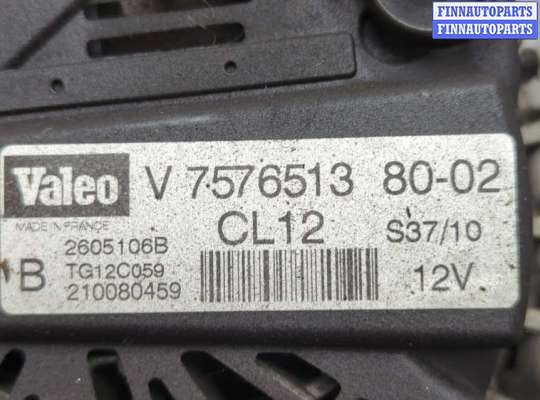 FINNAUTOPARTS
FINNAUTOPARTS
Valeo V 7576513 80-02
MADE IN FRANCE CL12 S37/10
2605106B
B TG12C059 12V
210080459